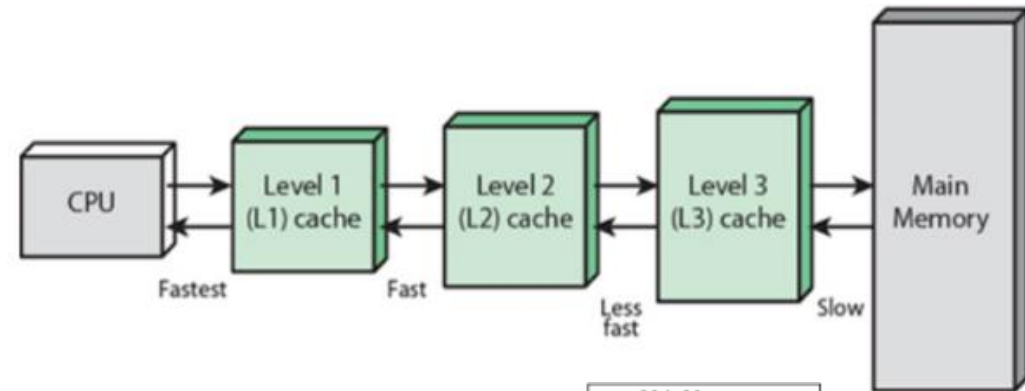 CPU
Level 1
(L1) cache
Level 2
(L2) cache
Level 3
(L3) cache
Main
Memory
Fastest
Fast
Less
fast
Slow